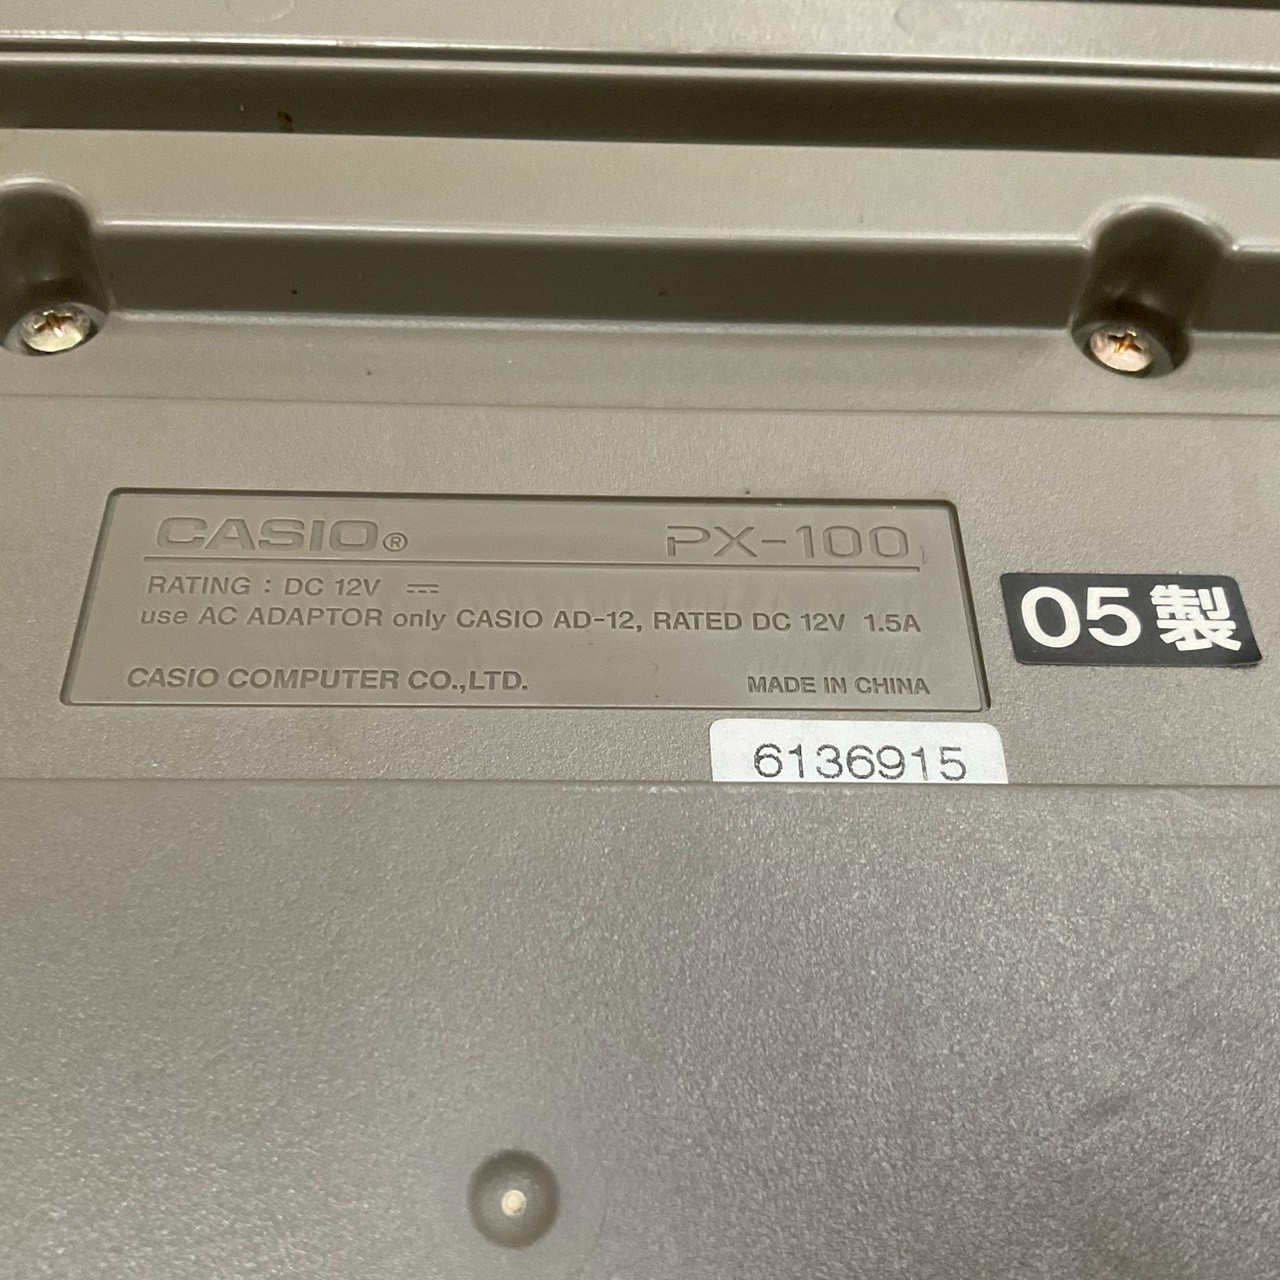 CASIO® PX-100
RATING : DC 12V ⎓
use AC ADAPTOR only CASIO AD-12, RATED DC 12V 1.5A
CASIO COMPUTER CO.,LTD. MADE IN CHINA
05製
6136915